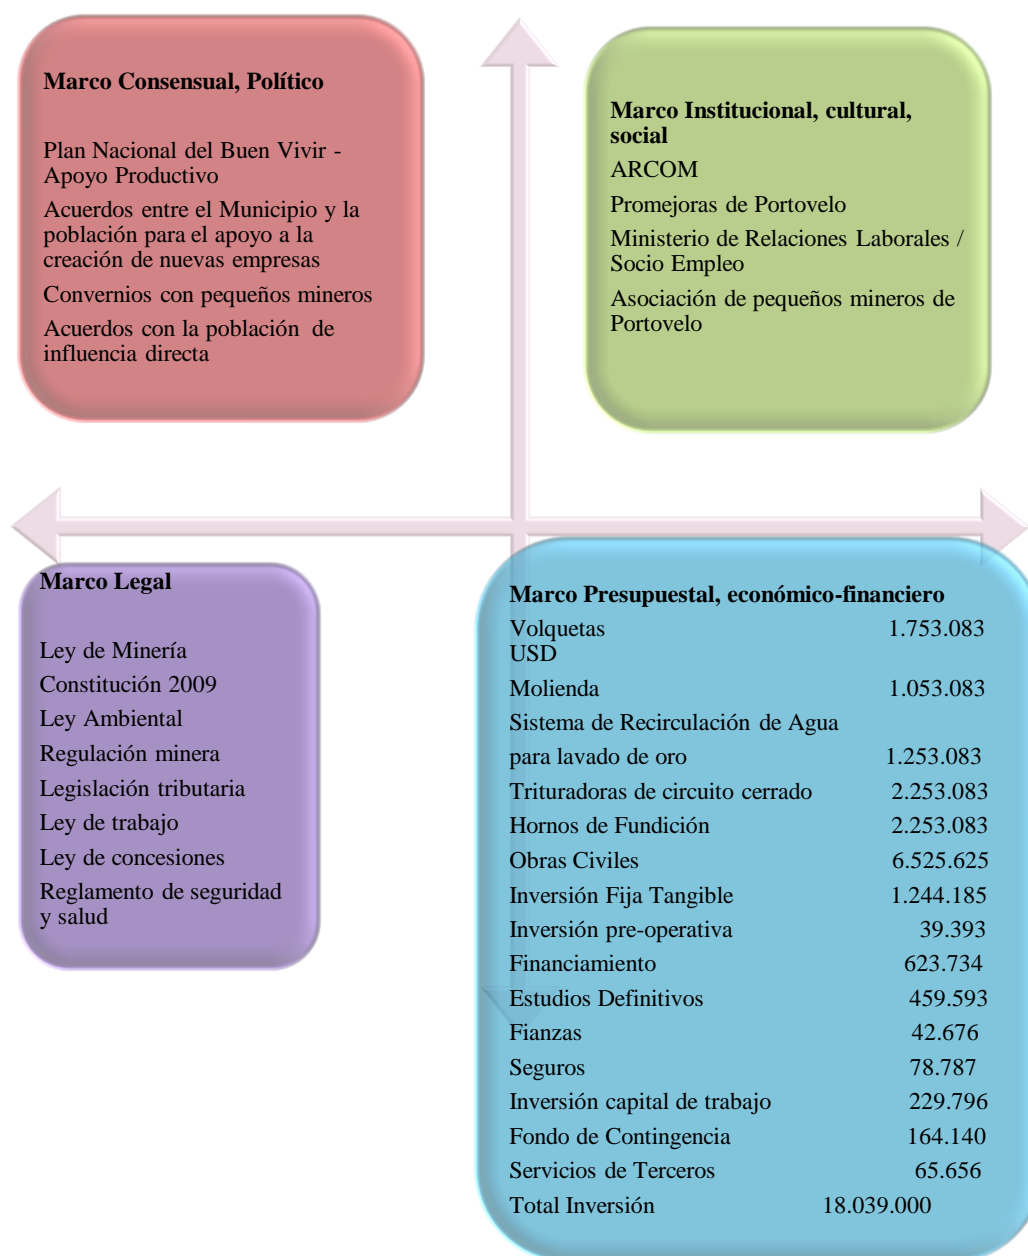 Marco Consensual, Político
Plan Nacional del Buen Vivir -
Apoyo Productivo
Acuerdos entre el Municipio y la
población para el apoyo a la
creación de nuevas empresas
Convernios con pequeños mineros
Acuerdos con la población de
influencia directa
Marco Institucional, cultural,
social
ARCOM
Promejoras de Portovelo
Ministerio de Relaciones Laborales /
Socio Empleo
Asociación de pequeños mineros de
Portovelo
Marco Legal
Ley de Minería
Constitución 2009
Ley Ambiental
Regulación minera
Legislación tributaria
Ley de trabajo
Ley de concesiones
Reglamento de seguridad
y salud
Marco Presupuestal, económico-financiero
Volquetas 1.753.083
USD
Molienda 1.053.083
Sistema de Recirculación de Agua
para lavado de oro 1.253.083
Trituradoras de circuito cerrado 2.253.083
Hornos de Fundición 2.253.083
Obras Civiles 6.525.625
Inversión Fija Tangible 1.244.185
Inversión pre-operativa 39.393
Financiamiento 623.734
Estudios Definitivos 459.593
Fianzas 42.676
Seguros 78.787
Inversión capital de trabajo 229.796
Fondo de Contingencia 164.140
Servicios de Terceros 65.656
Total Inversión 18.039.000